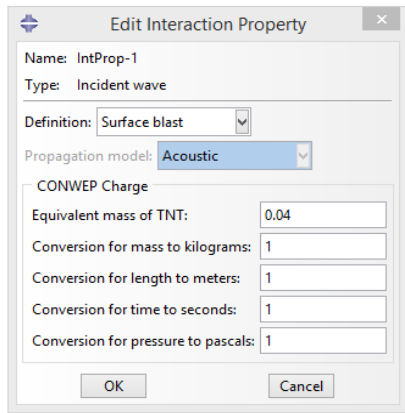 Edit Interaction Property
Name: IntProp-1
Type: Incident wave
Definition: Surface blast
Propagation model: Acoustic
CONWEP Charge
Equivalent mass of TNT: 0.04
Conversion for mass to kilograms: 1
Conversion for length to meters: 1
Conversion for time to seconds: 1
Conversion for pressure to pascals: 1
OK Cancel